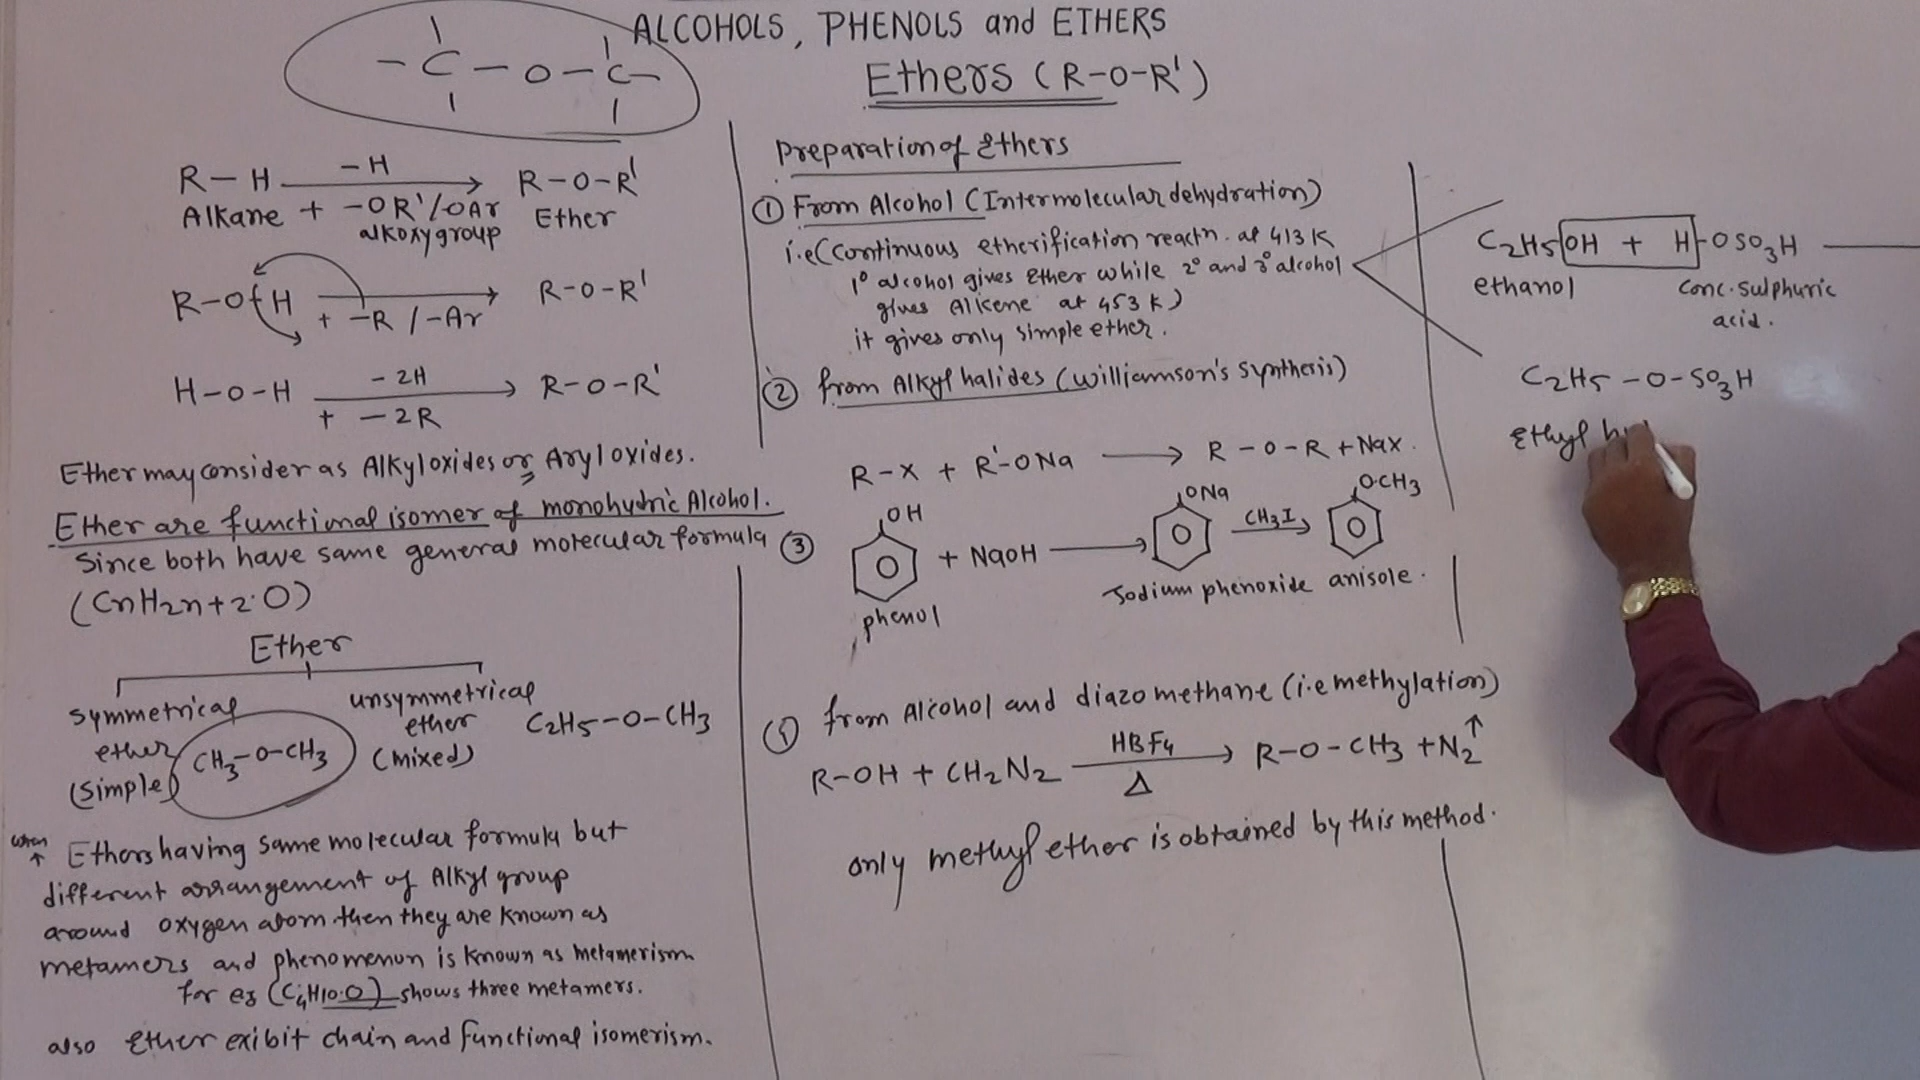 ALCOHOLS, PHENOLS and ETHERS
Ethers (R-O-R')
- C - O - C -
R - H - H → R-O-R'
Alkane + -OR'/-OAr Ether
alkoxy group
R-O H → R-O-R'
+ -R / -Ar
H-O-H - 2H → R-O-R'
+ - 2R
Ether may consider as Alkyloxides or Aryloxides.
Ether are functional isomer of monohydric Alcohol.
Since both have same general molecular formula
(CnH2n+2·O)
Ether
symmetrical ether (simple) CH3-O-CH3
unsymmetrical ether (mixed) C2H5-O-CH3
when ↑ Ethers having same molecular formula but
different arrangement of Alkyl group
around oxygen atom then they are known as
metamers and phenomenon is known as metamerism
for eg (C4H10·O) shows three metamers.
also Ether exibit chain and functional isomerism.
Preparation of Ethers
① From Alcohol (Intermolecular dehydration)
i.e (continuous etherification reactn. at 413 K
1° alcohol gives Ether while 2° and 3° alcohol
gives Alkene at 453 K)
it gives only simple ether.
② from Alkyl halides (Williamson's synthesis)
R-X + R'-ONa → R-O-R + NaX.
③ OH + NaOH → ONa CH3I → OCH3
phenol Sodium phenoxide anisole.
from Alcohol and diazo methane (i.e methylation)
R-OH + CH2N2 HBF4 → Δ R-O-CH3 + N2 ↑
only methyl ether is obtained by this method.
C2H5 OH + H -OSO3H
ethanol conc. sulphuric
acid.
C2H5 -O-SO3H
Ethyl